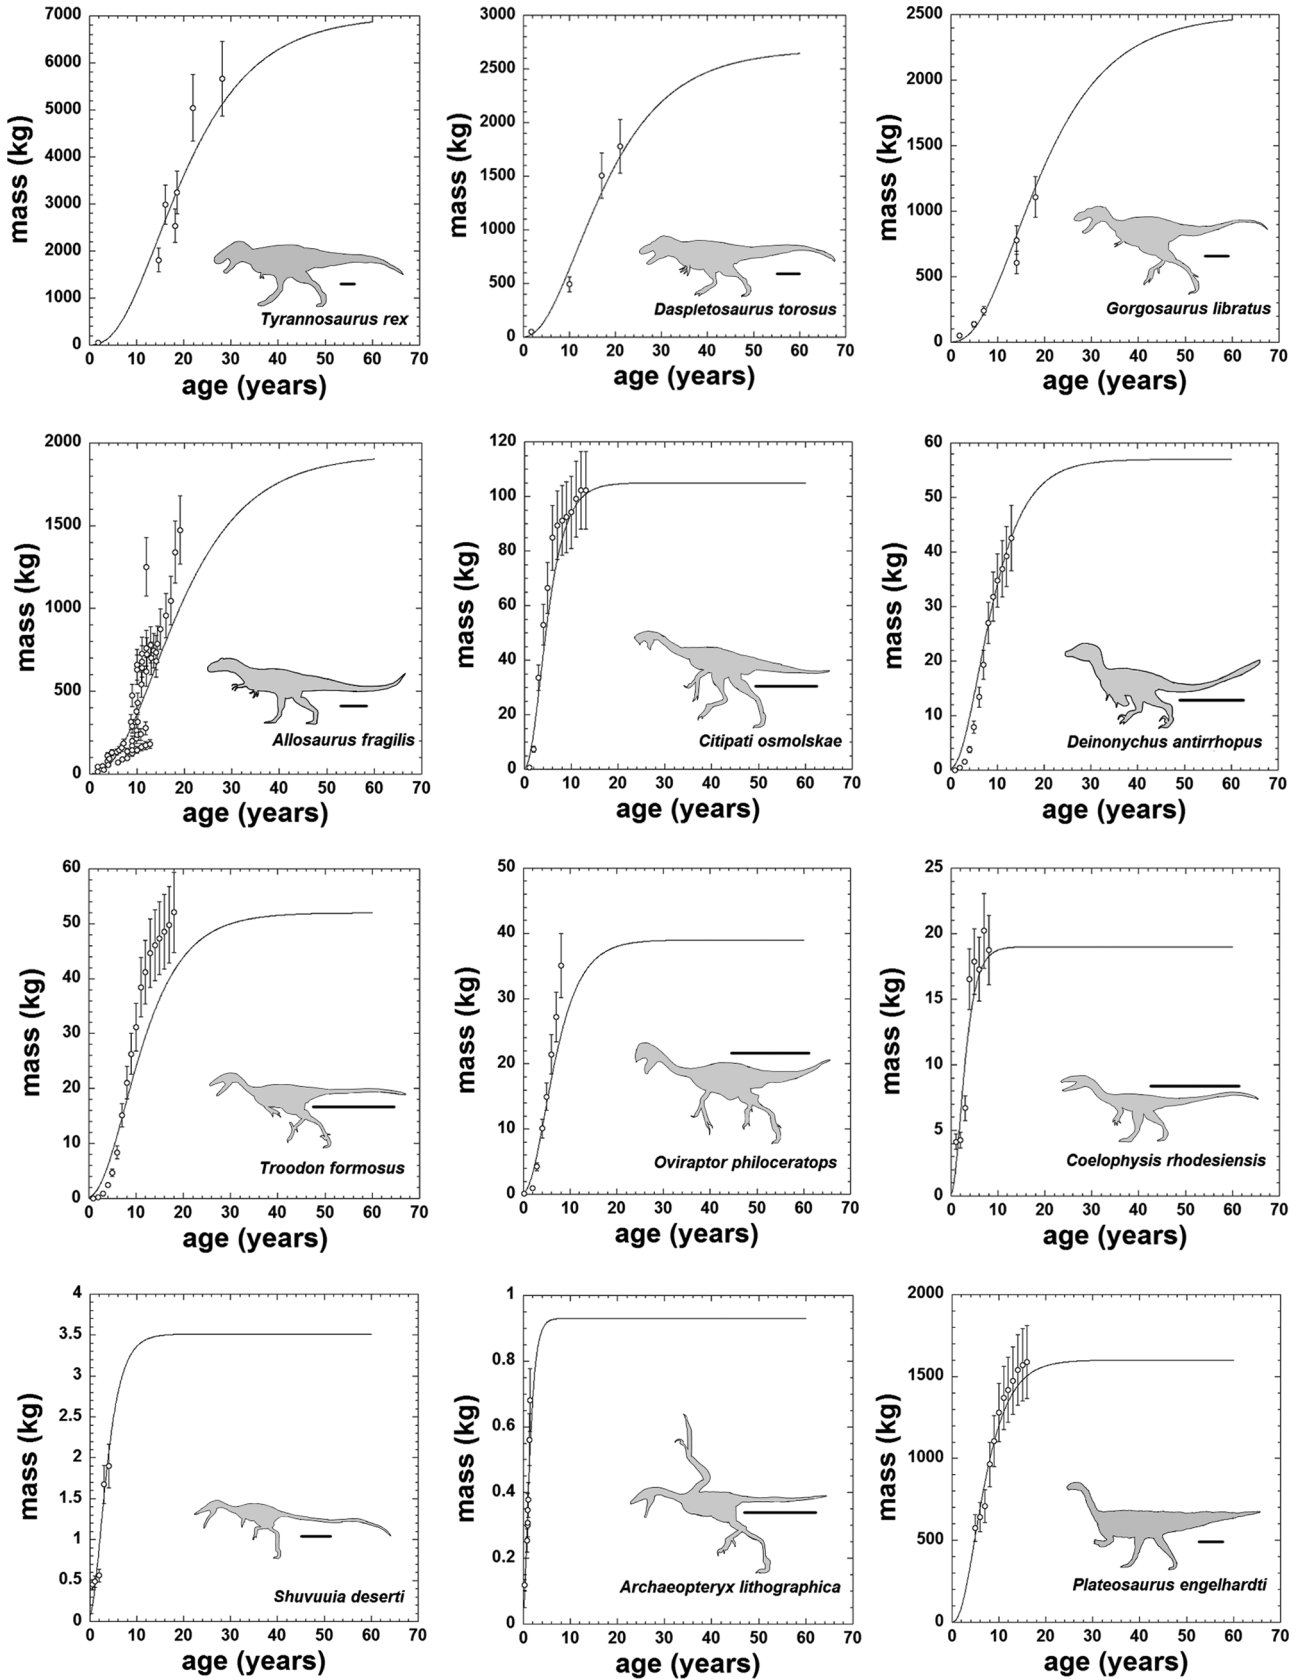 7000
6000
5000
4000
3000
2000
1000
0
mass (kg)
0 10 20 30 40 50 60 70
age (years)
Tyrannosaurus rex
3000
2500
2000
1500
1000
500
0
mass (kg)
0 10 20 30 40 50 60 70
age (years)
Daspletosaurus torosus
2500
2000
1500
1000
500
0
mass (kg)
0 10 20 30 40 50 60 70
age (years)
Gorgosaurus libratus
2000
1500
1000
500
0
mass (kg)
0 10 20 30 40 50 60 70
age (years)
Allosaurus fragilis
120
100
80
60
40
20
0
mass (kg)
0 10 20 30 40 50 60 70
age (years)
Citipati osmolskae
60
50
40
30
20
10
0
mass (kg)
0 10 20 30 40 50 60 70
age (years)
Deinonychus antirrhopus
60
50
40
30
20
10
0
mass (kg)
0 10 20 30 40 50 60 70
age (years)
Troodon formosus
50
40
30
20
10
0
mass (kg)
0 10 20 30 40 50 60 70
age (years)
Oviraptor philoceratops
25
20
15
10
5
0
mass (kg)
0 10 20 30 40 50 60 70
age (years)
Coelophysis rhodesiensis
4
3.5
3
2.5
2
1.5
1
0.5
0
mass (kg)
0 10 20 30 40 50 60 70
age (years)
Shuvuuia deserti
1
0.8
0.6
0.4
0.2
0
mass (kg)
0 10 20 30 40 50 60 70
age (years)
Archaeopteryx lithographica
2000
1500
1000
500
0
mass (kg)
0 10 20 30 40 50 60 70
age (years)
Plateosaurus engelhardti